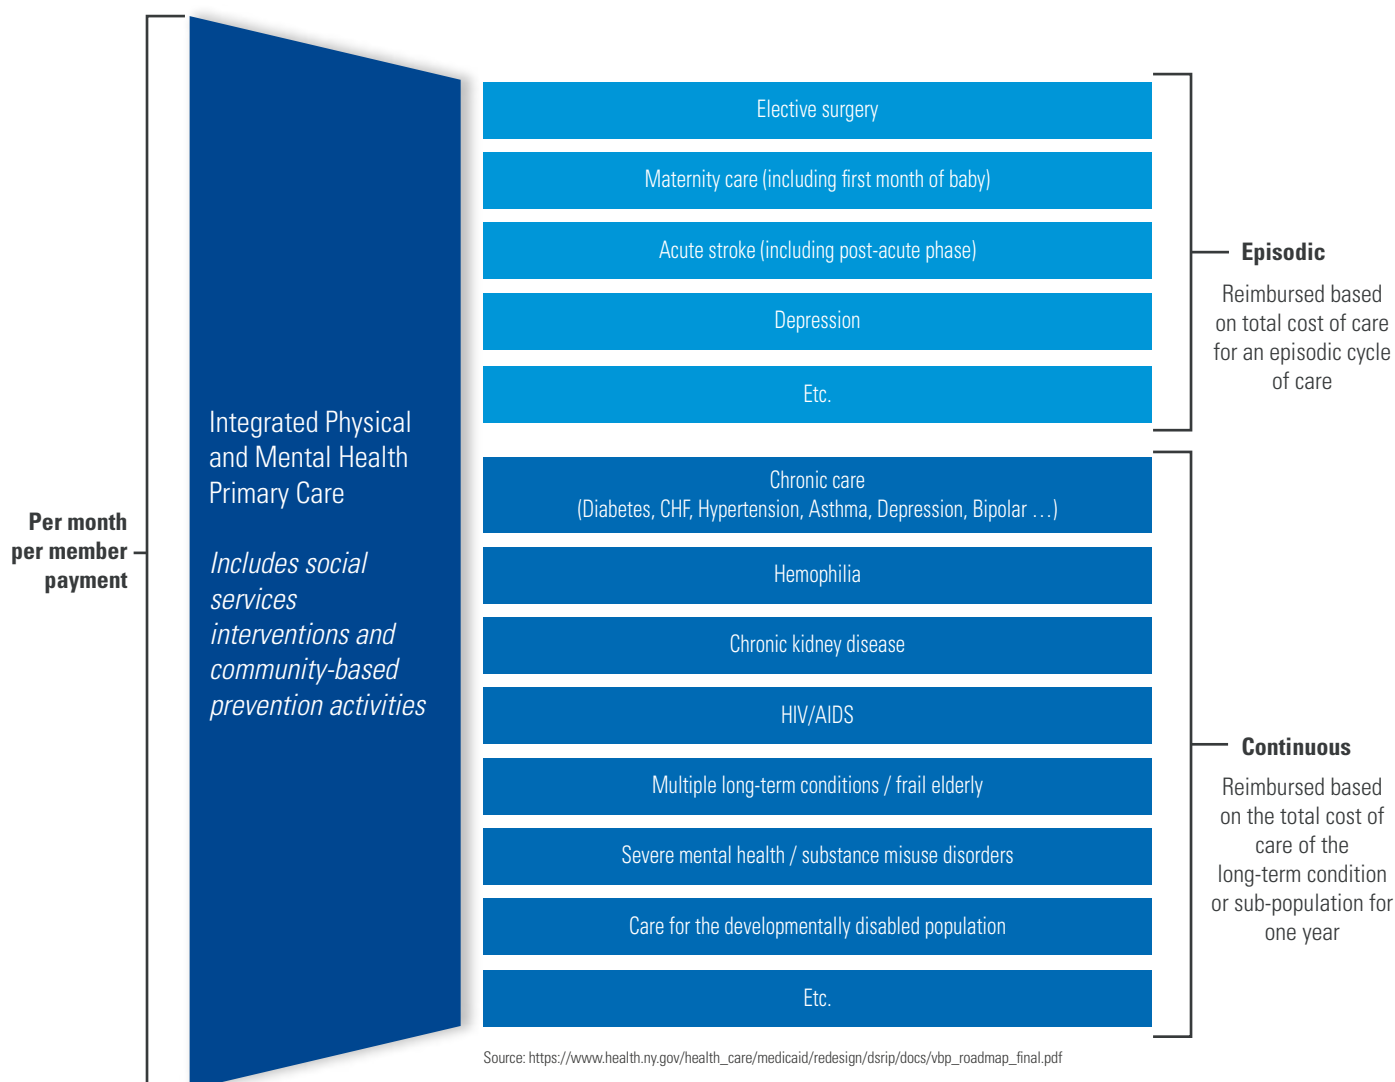 Per month
per member
payment
Integrated Physical
and Mental Health
Primary Care
Includes social
services
interventions and
community-based
prevention activities
Elective surgery
Maternity care (including first month of baby)
Acute stroke (including post-acute phase)
Depression
Etc.
Episodic
Reimbursed based
on total cost of care
for an episodic cycle
of care
Chronic care
(Diabetes, CHF, Hypertension, Asthma, Depression, Bipolar …)
Hemophilia
Chronic kidney disease
HIV/AIDS
Multiple long-term conditions / frail elderly
Severe mental health / substance misuse disorders
Care for the developmentally disabled population
Etc.
Continuous
Reimbursed based
on the total cost of
care of the
long-term condition
or sub-population for
one year
Source: https://www.health.ny.gov/health_care/medicaid/redesign/dsrip/docs/vbp_roadmap_final.pdf